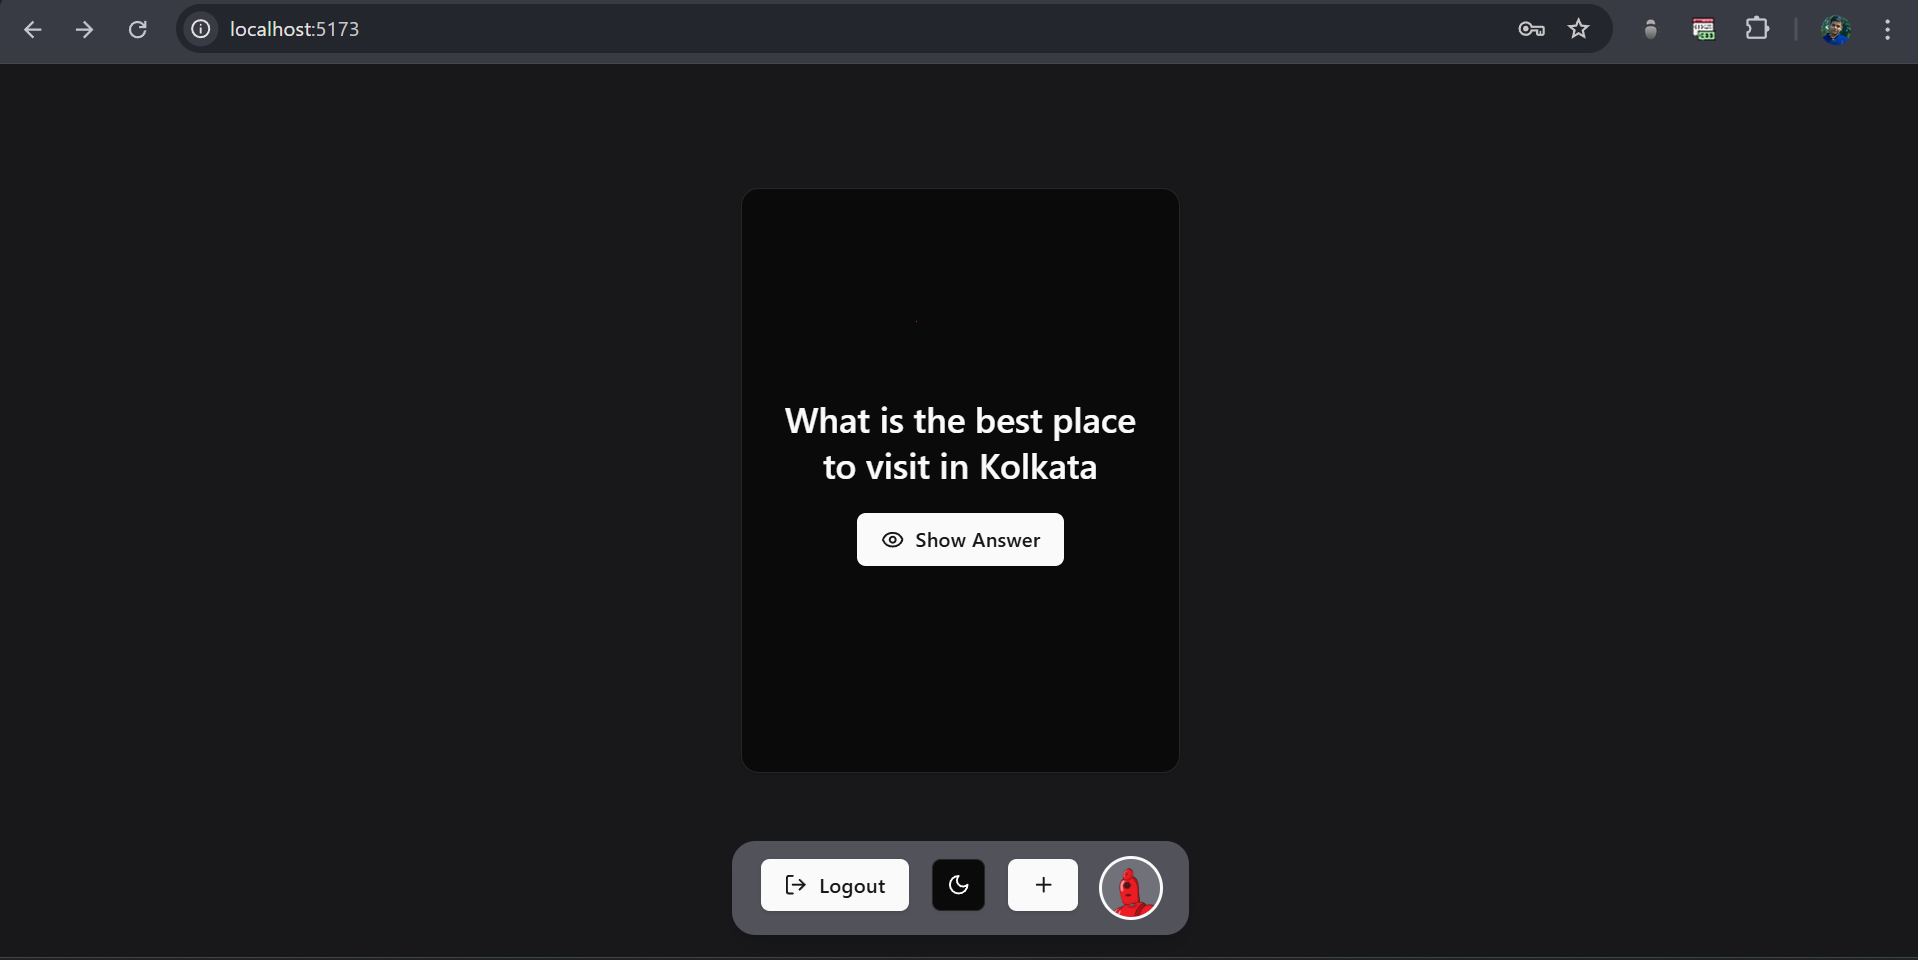 localhost:5173
What is the best place
to visit in Kolkata
Show Answer
Logout